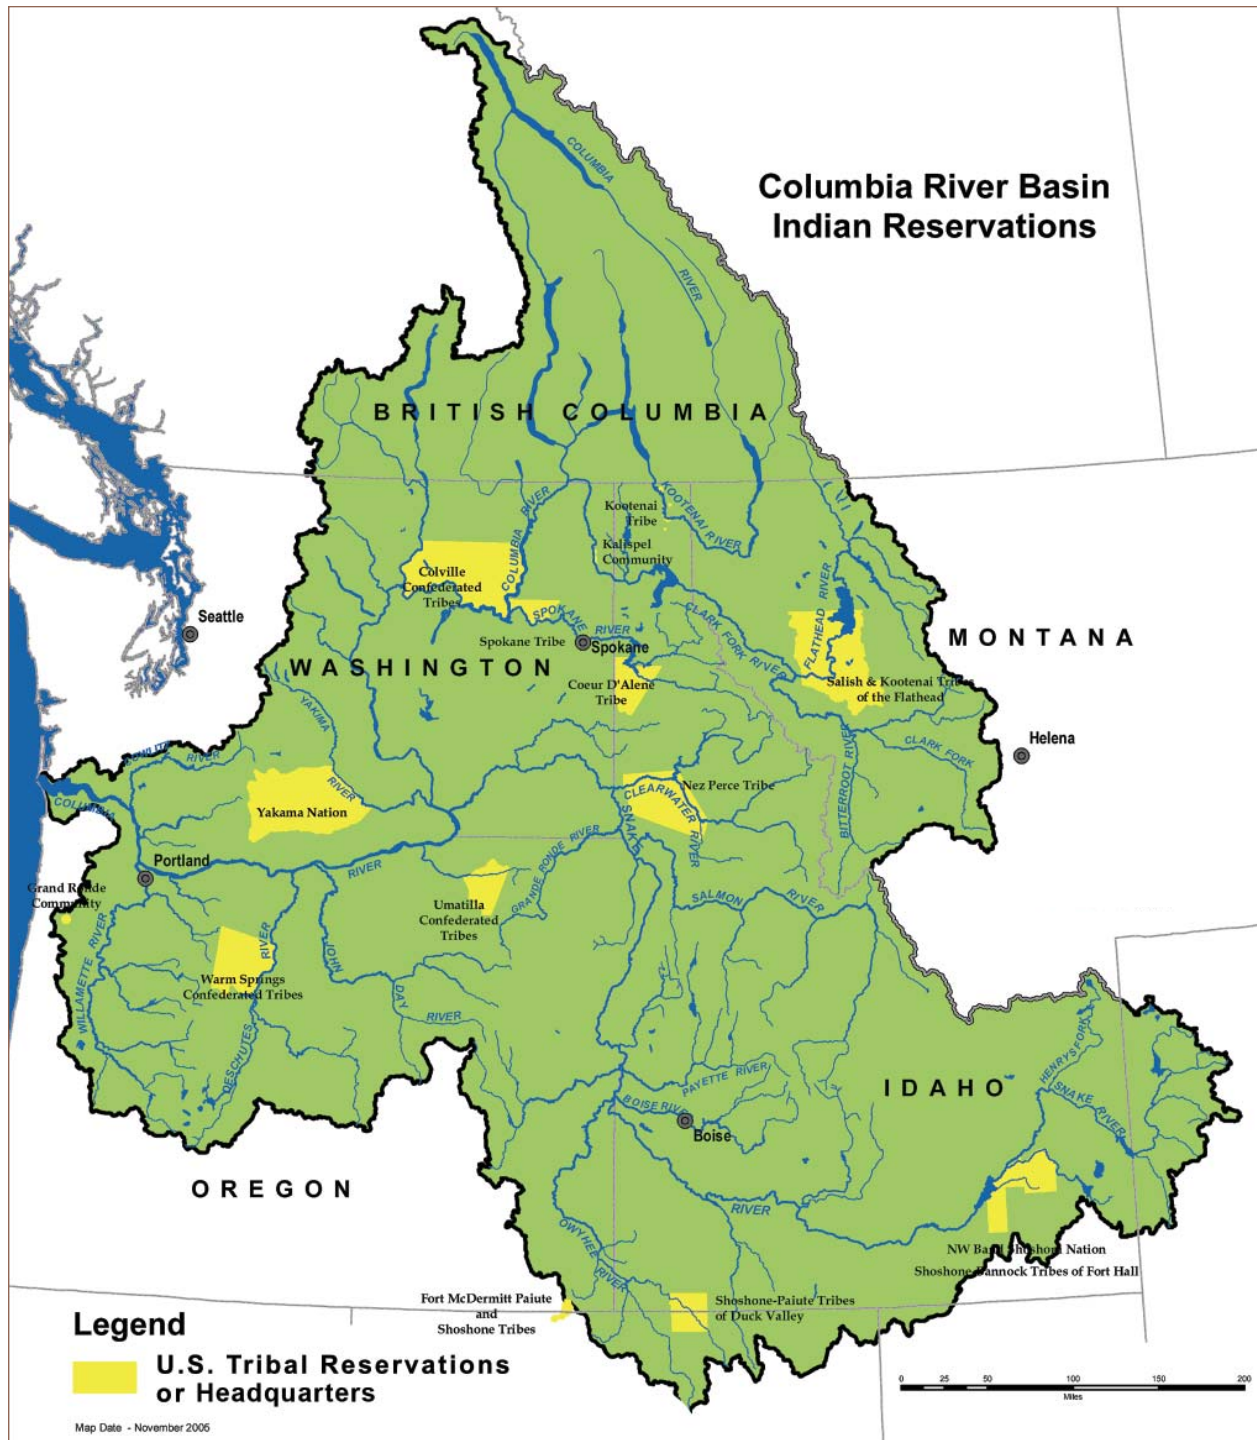 Columbia River Basin
Indian Reservations
COLUMBIA
RIVER
BRITISH COLUMBIA
Kootenai
Tribe
KOOTENAI RIVER
Kalispel
Community
COLUMBIA RIVER
Colville
Confederated
Tribes
SPOKANE
RIVER
Spokane Tribe
Spokane
Seattle
WASHINGTON
Coeur D'Alene
Tribe
CLARK FORK RIVER
FLATHEAD RIVER
MONTANA
Salish & Kootenai Tribes
of the Flathead
Helena
CLARK FORK
BITTERROOT RIVER
YAKIMA
RIVER
COWLITZ RIVER
COLUMBIA
Yakama Nation
Nez Perce Tribe
CLEARWATER
RIVER
SNAKE
Portland
RIVER
GRANDE RONDE RIVER
Grand Ronde
Community
Umatilla
Confederated
Tribes
SALMON
RIVER
WILLAMETTE RIVER
RIVER
Warm Springs
Confederated Tribes
JOHN
DAY
RIVER
DESCHUTES
PAYETTE RIVER
BOISE RIVER
Boise
IDAHO
HENRYS FORK
SNAKE RIVER
OREGON
RIVER
OWYHEE RIVER
NW Band Shoshoni Nation
Shoshone-Bannock Tribes of Fort Hall
Fort McDermitt Paiute
and
Shoshone Tribes
Shoshone-Paiute Tribes
of Duck Valley
Legend
U.S. Tribal Reservations
or Headquarters
Map Date - November 2005
0 25 50 100 150 200
Miles